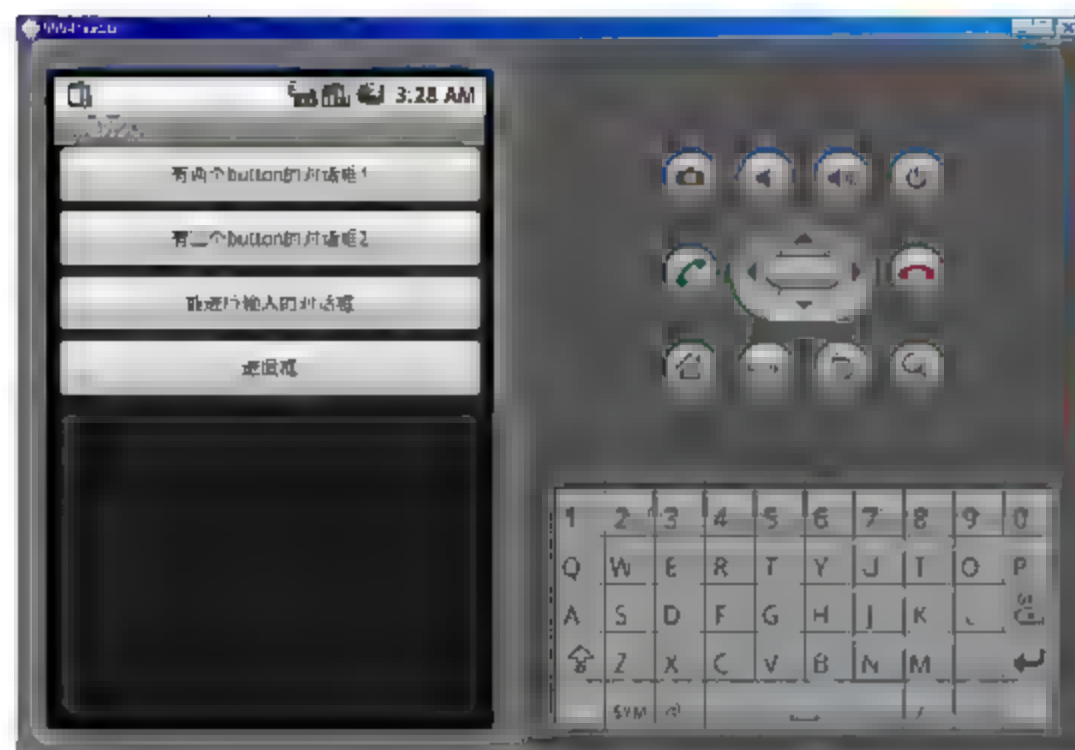 3:28 AM
有两个button的对话框1
有三个button的对话框2
能进行输入的对话框
进度框
1 2 3 4 5 6 7 8 9 0
Q W E R T Y U I O P
A S D F G H J K
Z X C V B N M
SYM @ /